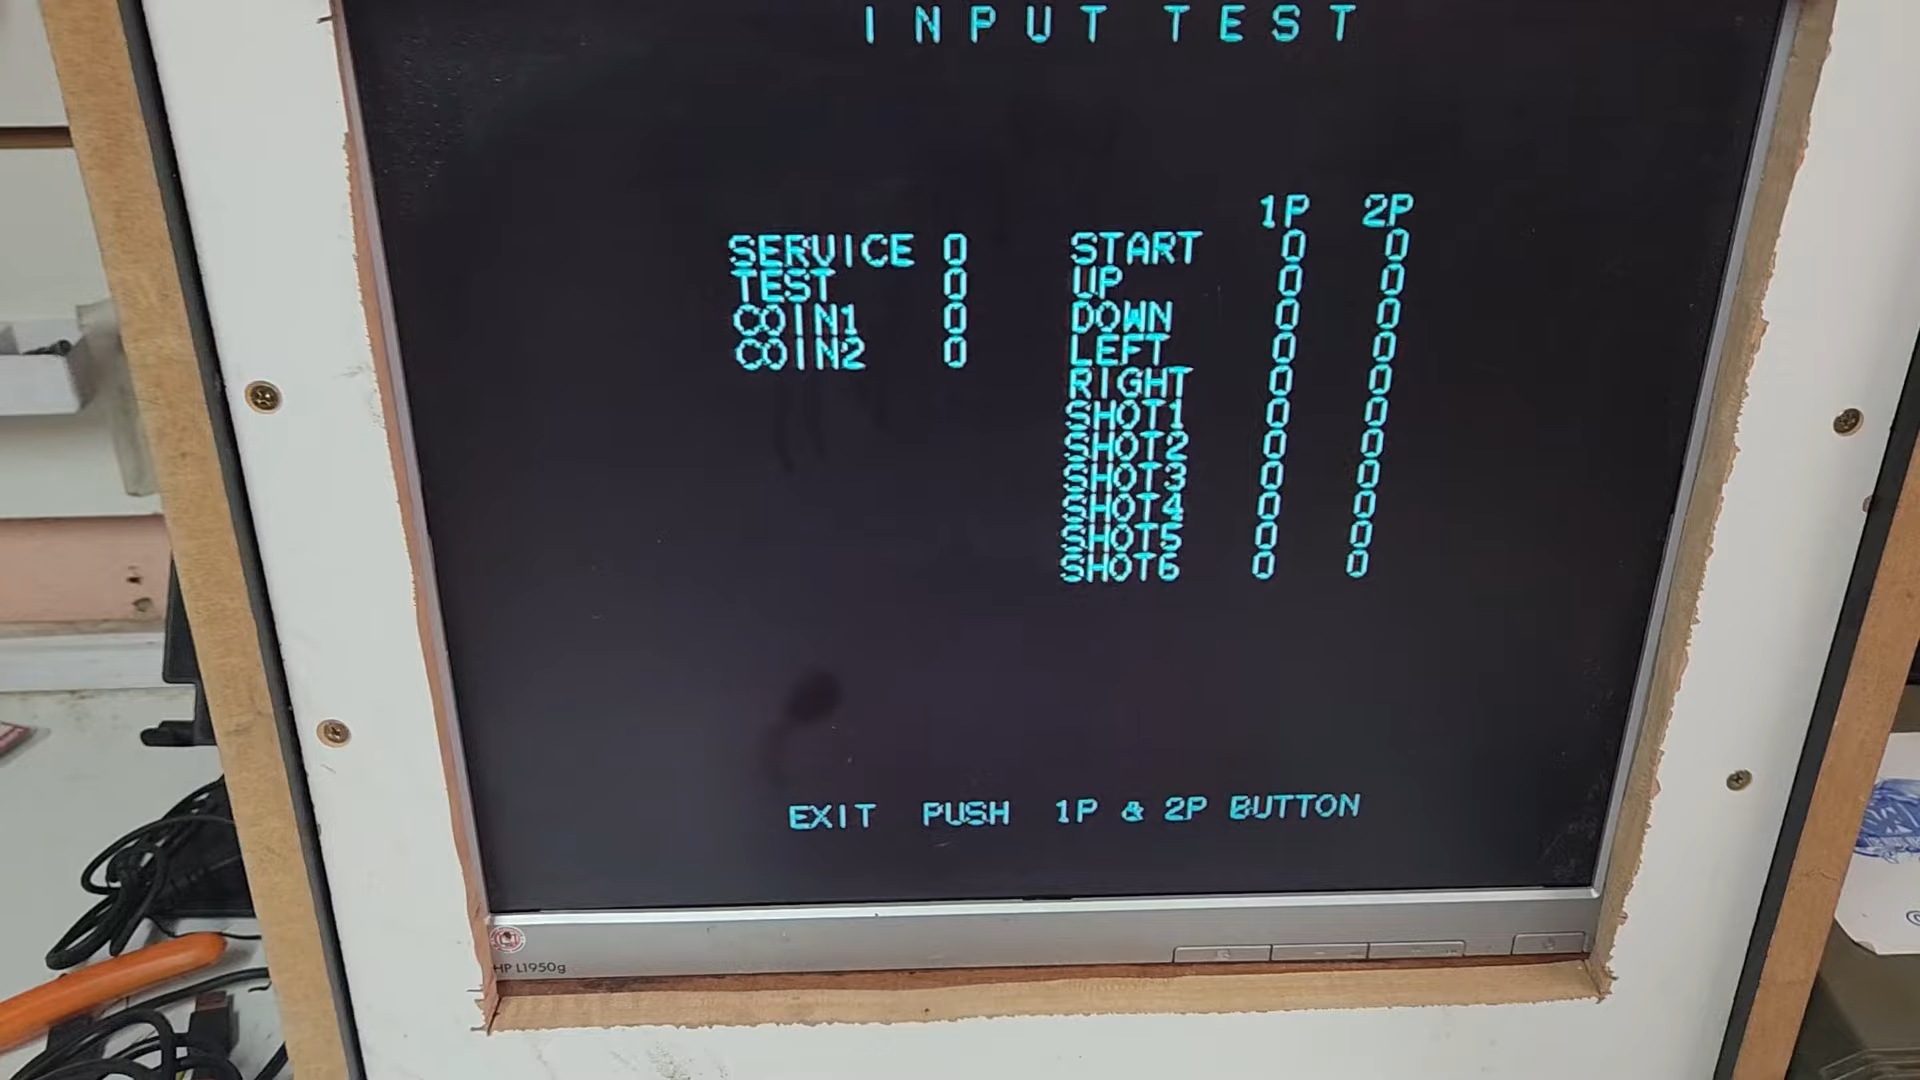 INPUT TEST
1P 2P
SERVICE 0 START 0 0
TEST 0 UP 0 0
COIN1 0 DOWN 0 0
COIN2 0 LEFT 0 0
RIGHT 0 0
SHOT1 0 0
SHOT2 0 0
SHOT3 0 0
SHOT4 0 0
SHOT5 0 0
SHOT6 0 0
EXIT PUSH 1P & 2P BUTTON
HP L1950g